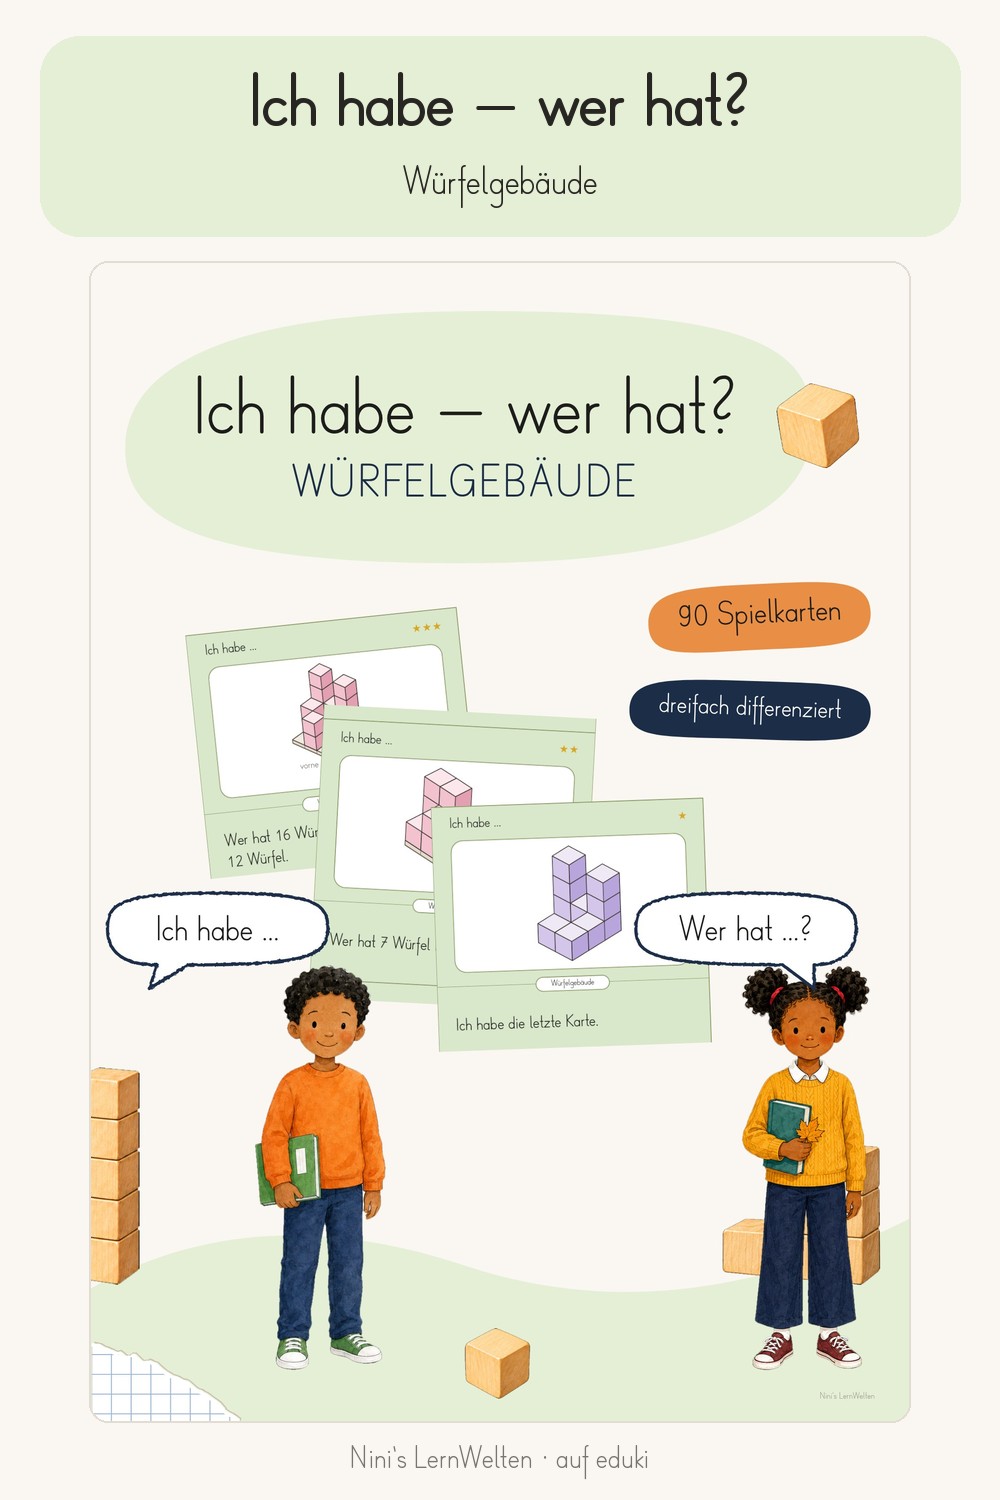 Ich habe – wer hat?
Würfelgebäude
Ich habe – wer hat?
WÜRFELGEBÄUDE
90 Spielkarten
dreifach differenziert
Ich habe ...
★★★
vorne
Wer hat 16 Wür
12 Würfel.
Ich habe ...
★★
Wer hat 7 Würfel
Ich habe ...
★
Würfelgebäude
Ich habe die letzte Karte.
Ich habe ...
Wer hat ...?
Nini's LernWelten
Nini's LernWelten · auf eduki